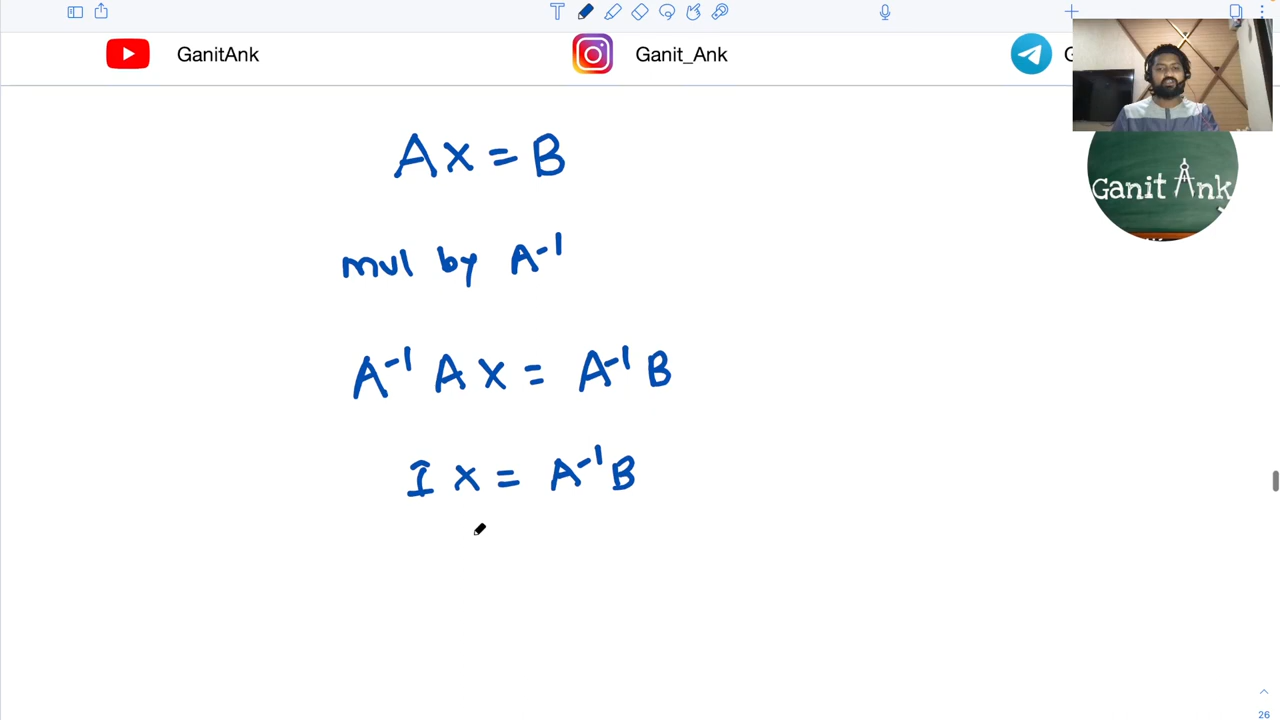 GanitAnk
Ganit_Ank
G
Ganit Ank
AX = B
mul by A⁻¹
A⁻¹ A X = A⁻¹ B
I X = A⁻¹ B
26